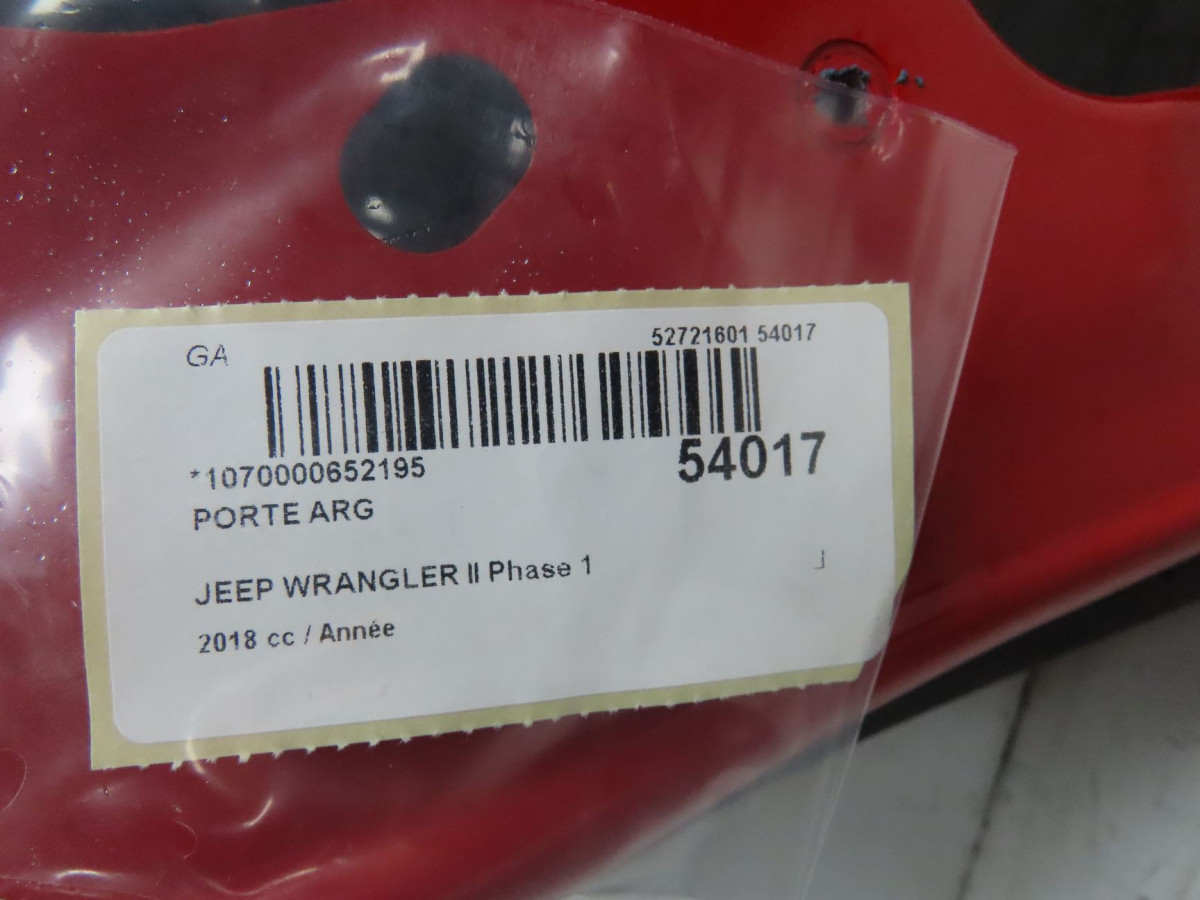 GA
52721601 54017
*1070000652195
54017
PORTE ARG
JEEP WRANGLER II Phase 1
2018 cc / Année